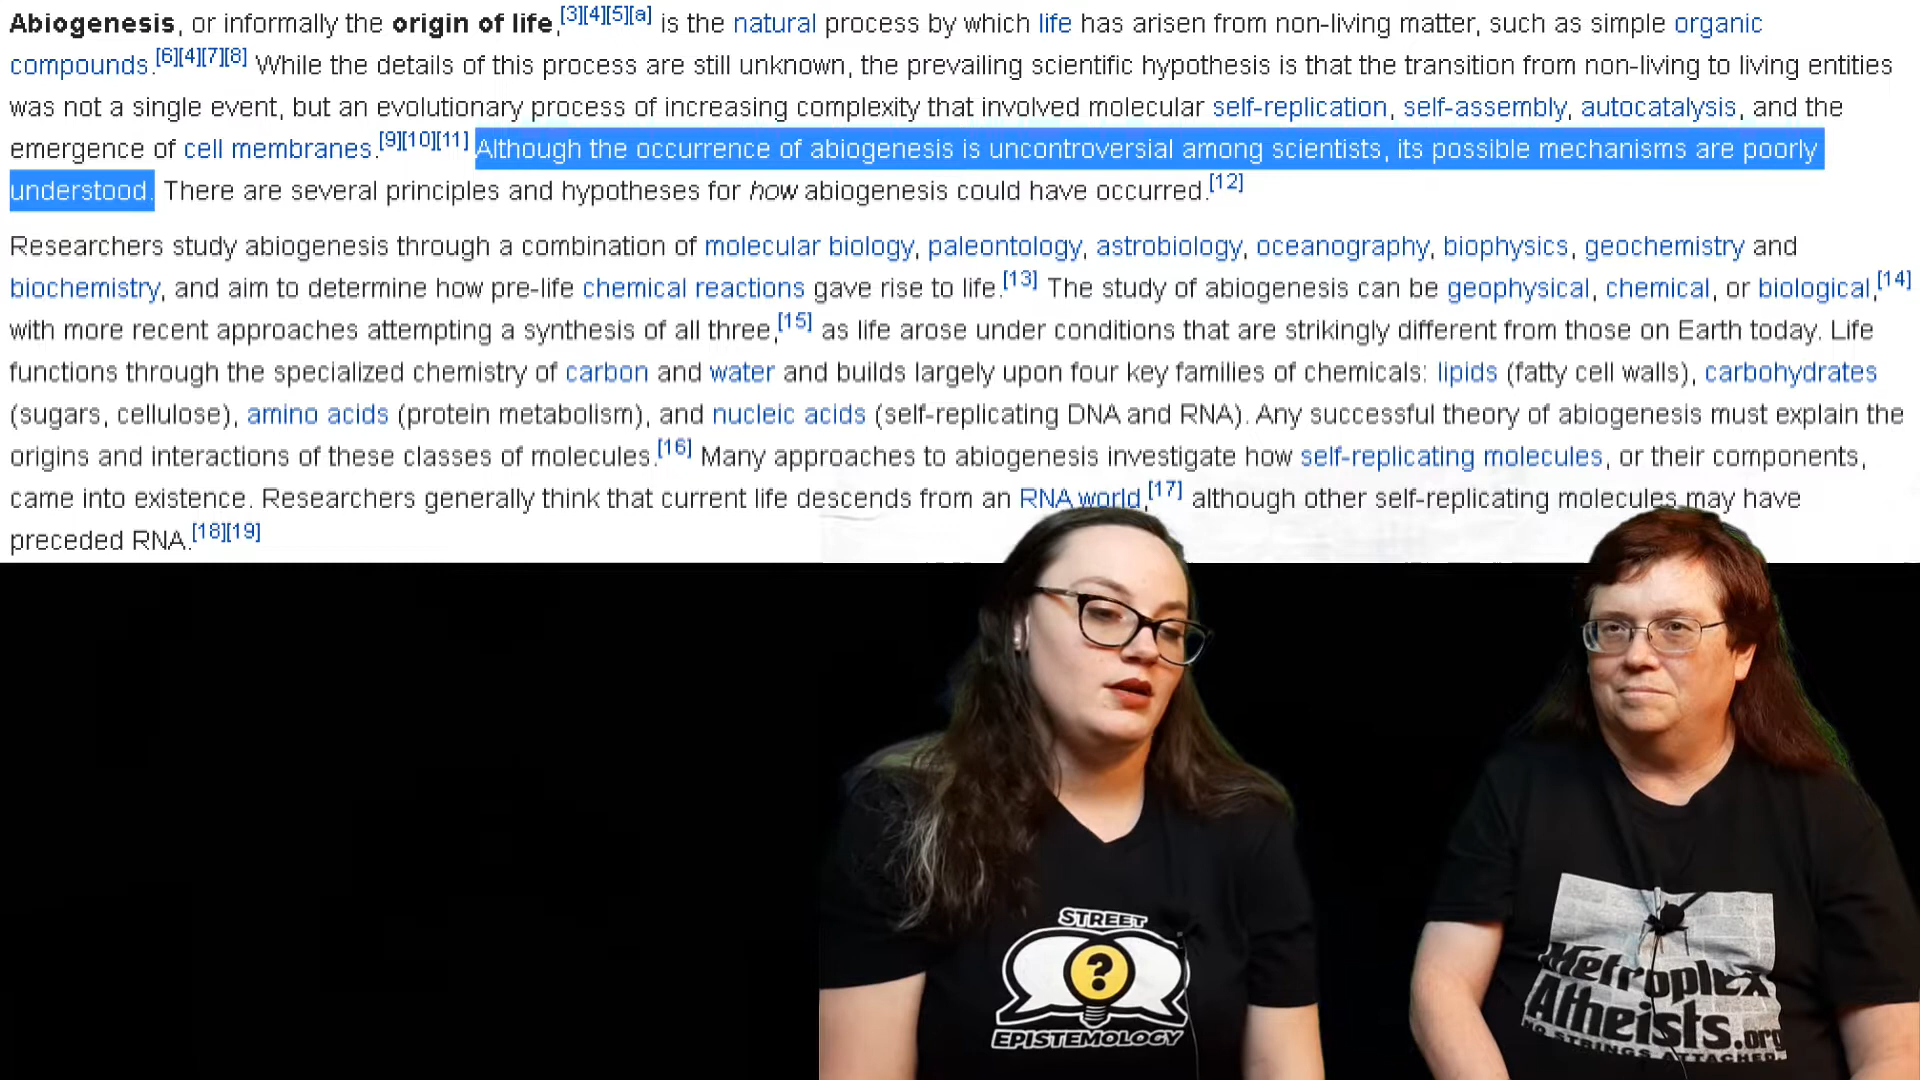 Abiogenesis, or informally the origin of life,[3][4][5][a] is the natural process by which life has arisen from non-living matter, such as simple organic
compounds.[6][4][7][8] While the details of this process are still unknown, the prevailing scientific hypothesis is that the transition from non-living to living entities
was not a single event, but an evolutionary process of increasing complexity that involved molecular self-replication, self-assembly, autocatalysis, and the
emergence of cell membranes.[9][10][11] Although the occurrence of abiogenesis is uncontroversial among scientists, its possible mechanisms are poorly
understood. There are several principles and hypotheses for how abiogenesis could have occurred.[12]
Researchers study abiogenesis through a combination of molecular biology, paleontology, astrobiology, oceanography, biophysics, geochemistry and
biochemistry, and aim to determine how pre-life chemical reactions gave rise to life.[13] The study of abiogenesis can be geophysical, chemical, or biological,[14]
with more recent approaches attempting a synthesis of all three,[15] as life arose under conditions that are strikingly different from those on Earth today. Life
functions through the specialized chemistry of carbon and water and builds largely upon four key families of chemicals: lipids (fatty cell walls), carbohydrates
(sugars, cellulose), amino acids (protein metabolism), and nucleic acids (self-replicating DNA and RNA). Any successful theory of abiogenesis must explain the
origins and interactions of these classes of molecules.[16] Many approaches to abiogenesis investigate how self-replicating molecules, or their components,
came into existence. Researchers generally think that current life descends from an RNA world,[17] although other self-replicating molecules may have
preceded RNA.[18][19]
STREET
?
EPISTEMOLOGY
Metroplex
Atheists.org
NO STRINGS ATTACHED.